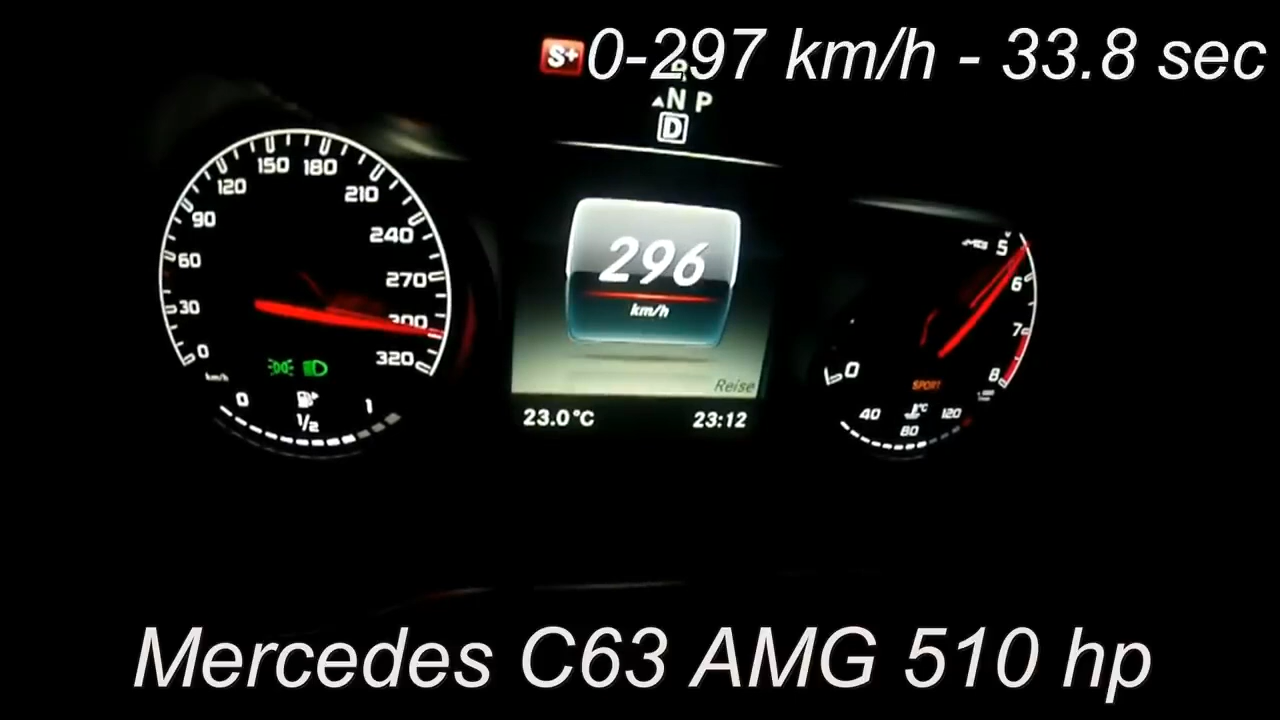 S+
0-297 km/h - 33.8 sec
R
N P
D
0
30
60
90
120
150
180
210
240
270
300
320
km/h
0
1/2
1
296
km/h
Reise
23.0°C
23:12
AMG
5
6
7
8
0
SPORT
40
80
120
°C
Mercedes C63 AMG 510 hp